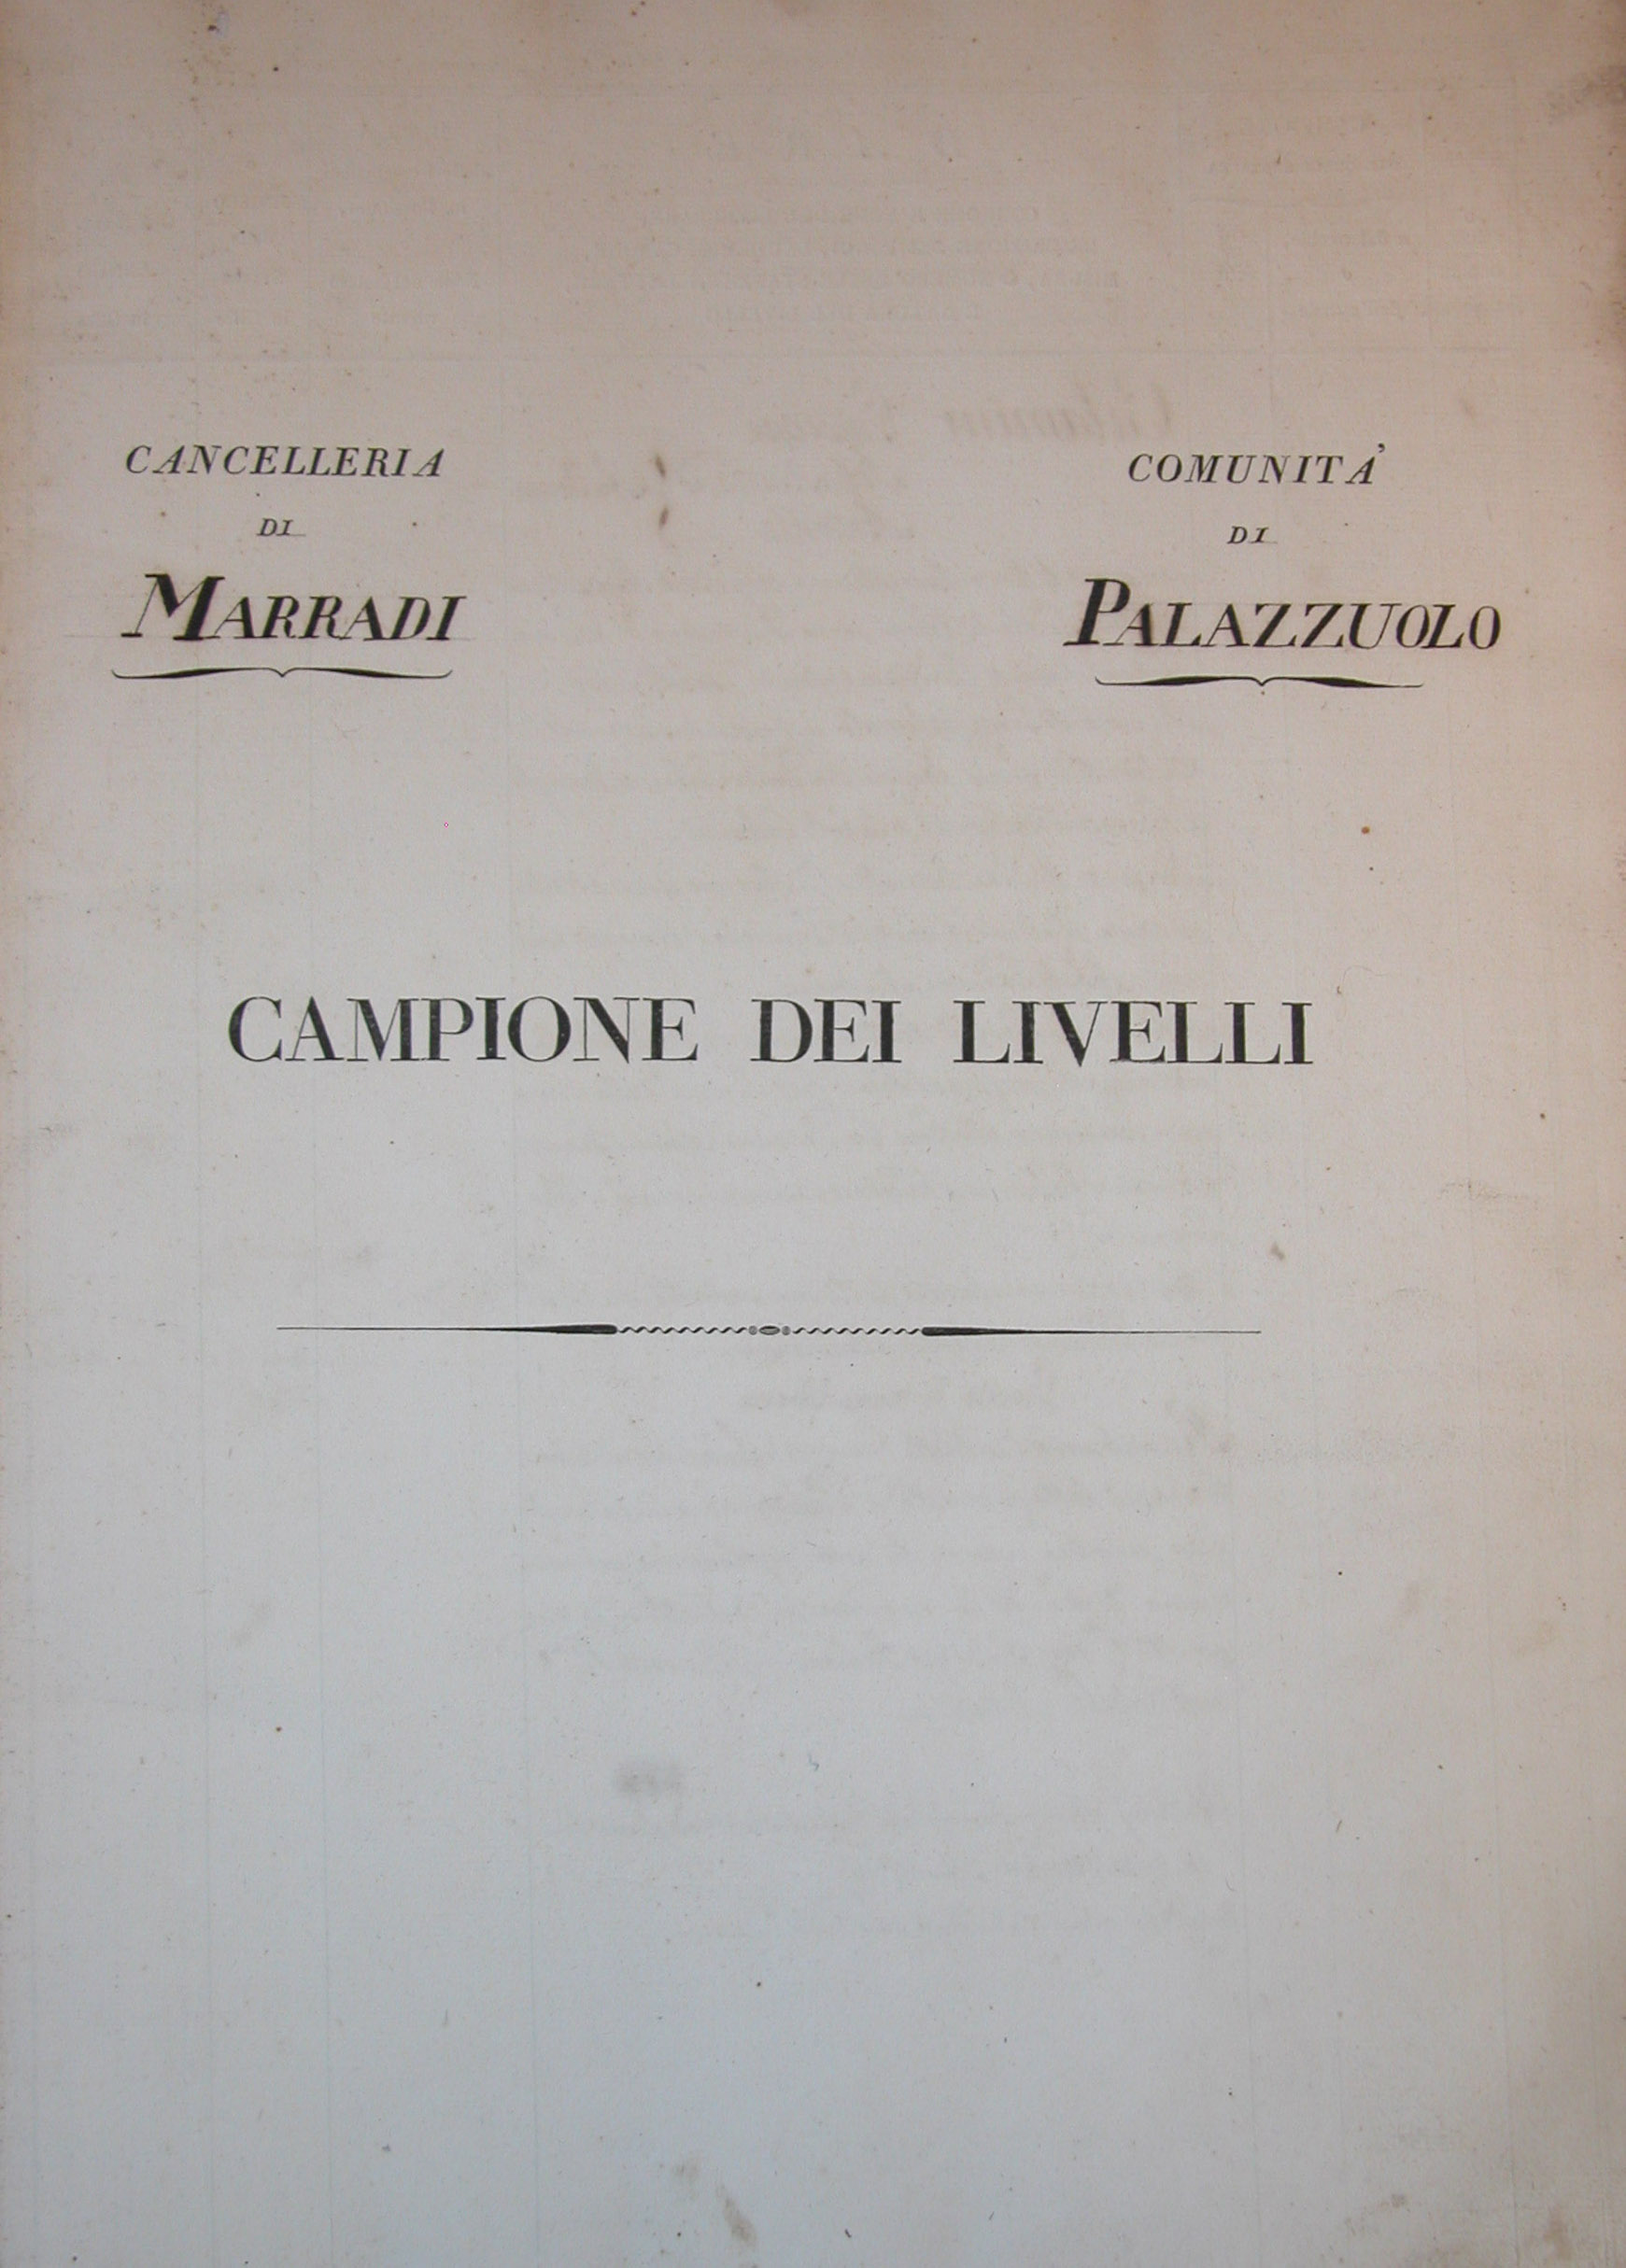 CANCELLERIA
DI
MARRADI
COMUNITA'
DI
PALAZZUOLO
CAMPIONE DEI LIVELLI